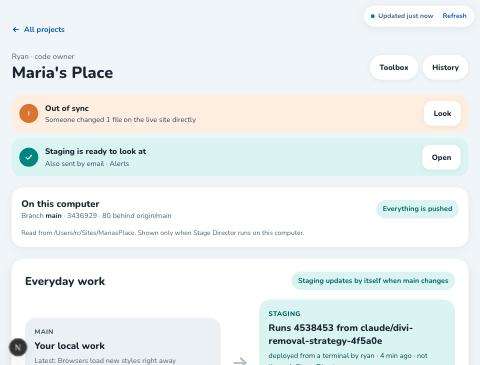 Updated just now Refresh
← All projects
Ryan · code owner
Maria's Place
Toolbox
History
!
Out of sync
Someone changed 1 file on the live site directly
Look
Staging is ready to look at
Also sent by email · Alerts
Open
On this computer
Branch main · 3436929 · 80 behind origin/main
Everything is pushed
Read from /Users/rc/Sites/MariasPlace. Shown only when Stage Director runs on this computer.
Everyday work
Staging updates by itself when main changes
MAIN
Your local work
Latest: Browsers load new styles right away
STAGING
Runs 4538453 from claude/divi-
removal-strategy-4f5a0e
deployed from a terminal by ryan · 4 min ago · not
N